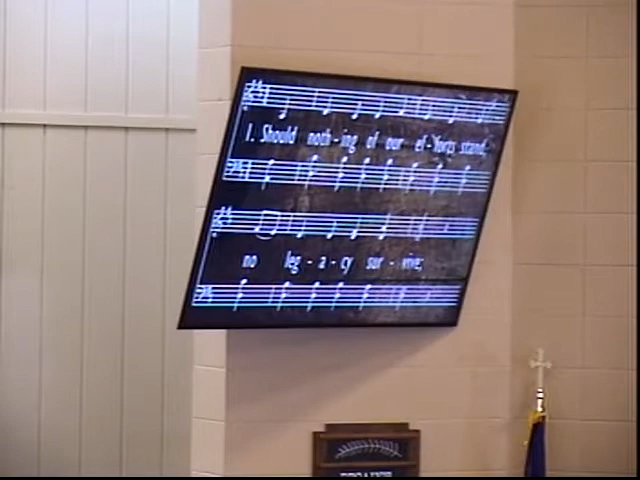 1. Should noth-ing of our ef-forts stand,
no leg-a-cy sur-vive;